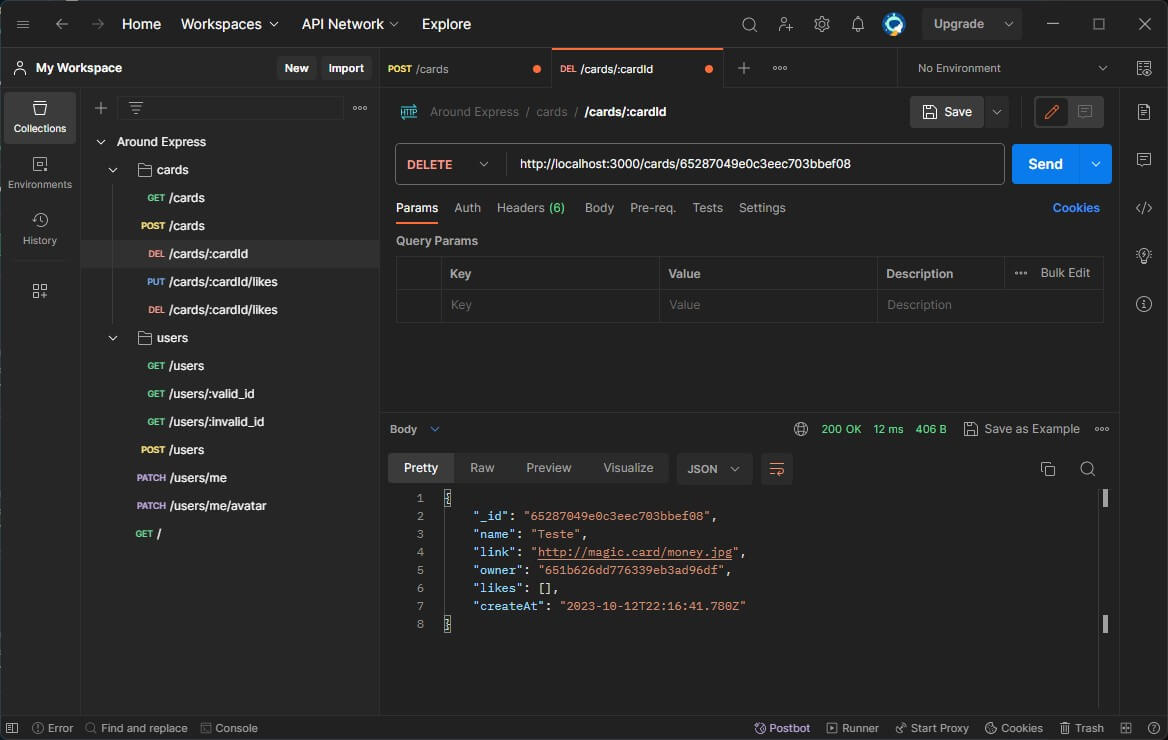 Home Workspaces API Network Explore Upgrade
My Workspace New Import POST /cards DEL /cards/:cardId No Environment
Collections
Environments
History
Around Express
cards
GET /cards
POST /cards
DEL /cards/:cardId
PUT /cards/:cardId/likes
DEL /cards/:cardId/likes
users
GET /users
GET /users/:valid_id
GET /users/:invalid_id
POST /users
PATCH /users/me
PATCH /users/me/avatar
GET /
HTTP Around Express / cards / /cards/:cardId Save
DELETE http://localhost:3000/cards/65287049e0c3eec703bbef08 Send
Params Auth Headers (6) Body Pre-req. Tests Settings Cookies
Query Params
Key Value Description Bulk Edit
Key Value Description
Body 200 OK 12 ms 406 B Save as Example
Pretty Raw Preview Visualize JSON
1 {
2 "_id": "65287049e0c3eec703bbef08",
3 "name": "Teste",
4 "link": "http://magic.card/money.jpg",
5 "owner": "651b626dd776339eb3ad96df",
6 "likes": [],
7 "createAt": "2023-10-12T22:16:41.780Z"
8 }
Error Find and replace Console Postbot Runner Start Proxy Cookies Trash